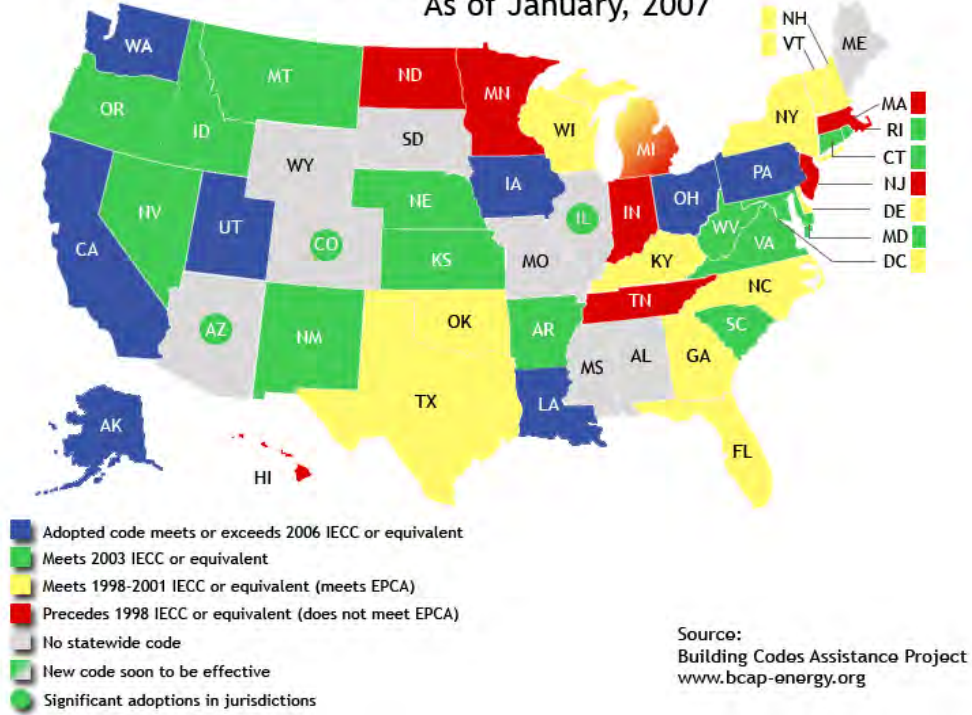 As of January, 2007
NH
VT
ME
WA
MT
ND
MN
OR
ID
SD
WI
NY
MA
WY
MI
RI
CT
IA
PA
NE
NJ
NV
UT
IL
IN
OH
DE
CA
CO
WV
VA
MD
KS
MO
KY
DC
NC
TN
AZ
NM
OK
AR
SC
MS
AL
GA
TX
LA
AK
FL
HI
Adopted code meets or exceeds 2006 IECC or equivalent
Meets 2003 IECC or equivalent
Meets 1998-2001 IECC or equivalent (meets EPCA)
Precedes 1998 IECC or equivalent (does not meet EPCA)
No statewide code
New code soon to be effective
Significant adoptions in jurisdictions
Source:
Building Codes Assistance Project
www.bcap-energy.org